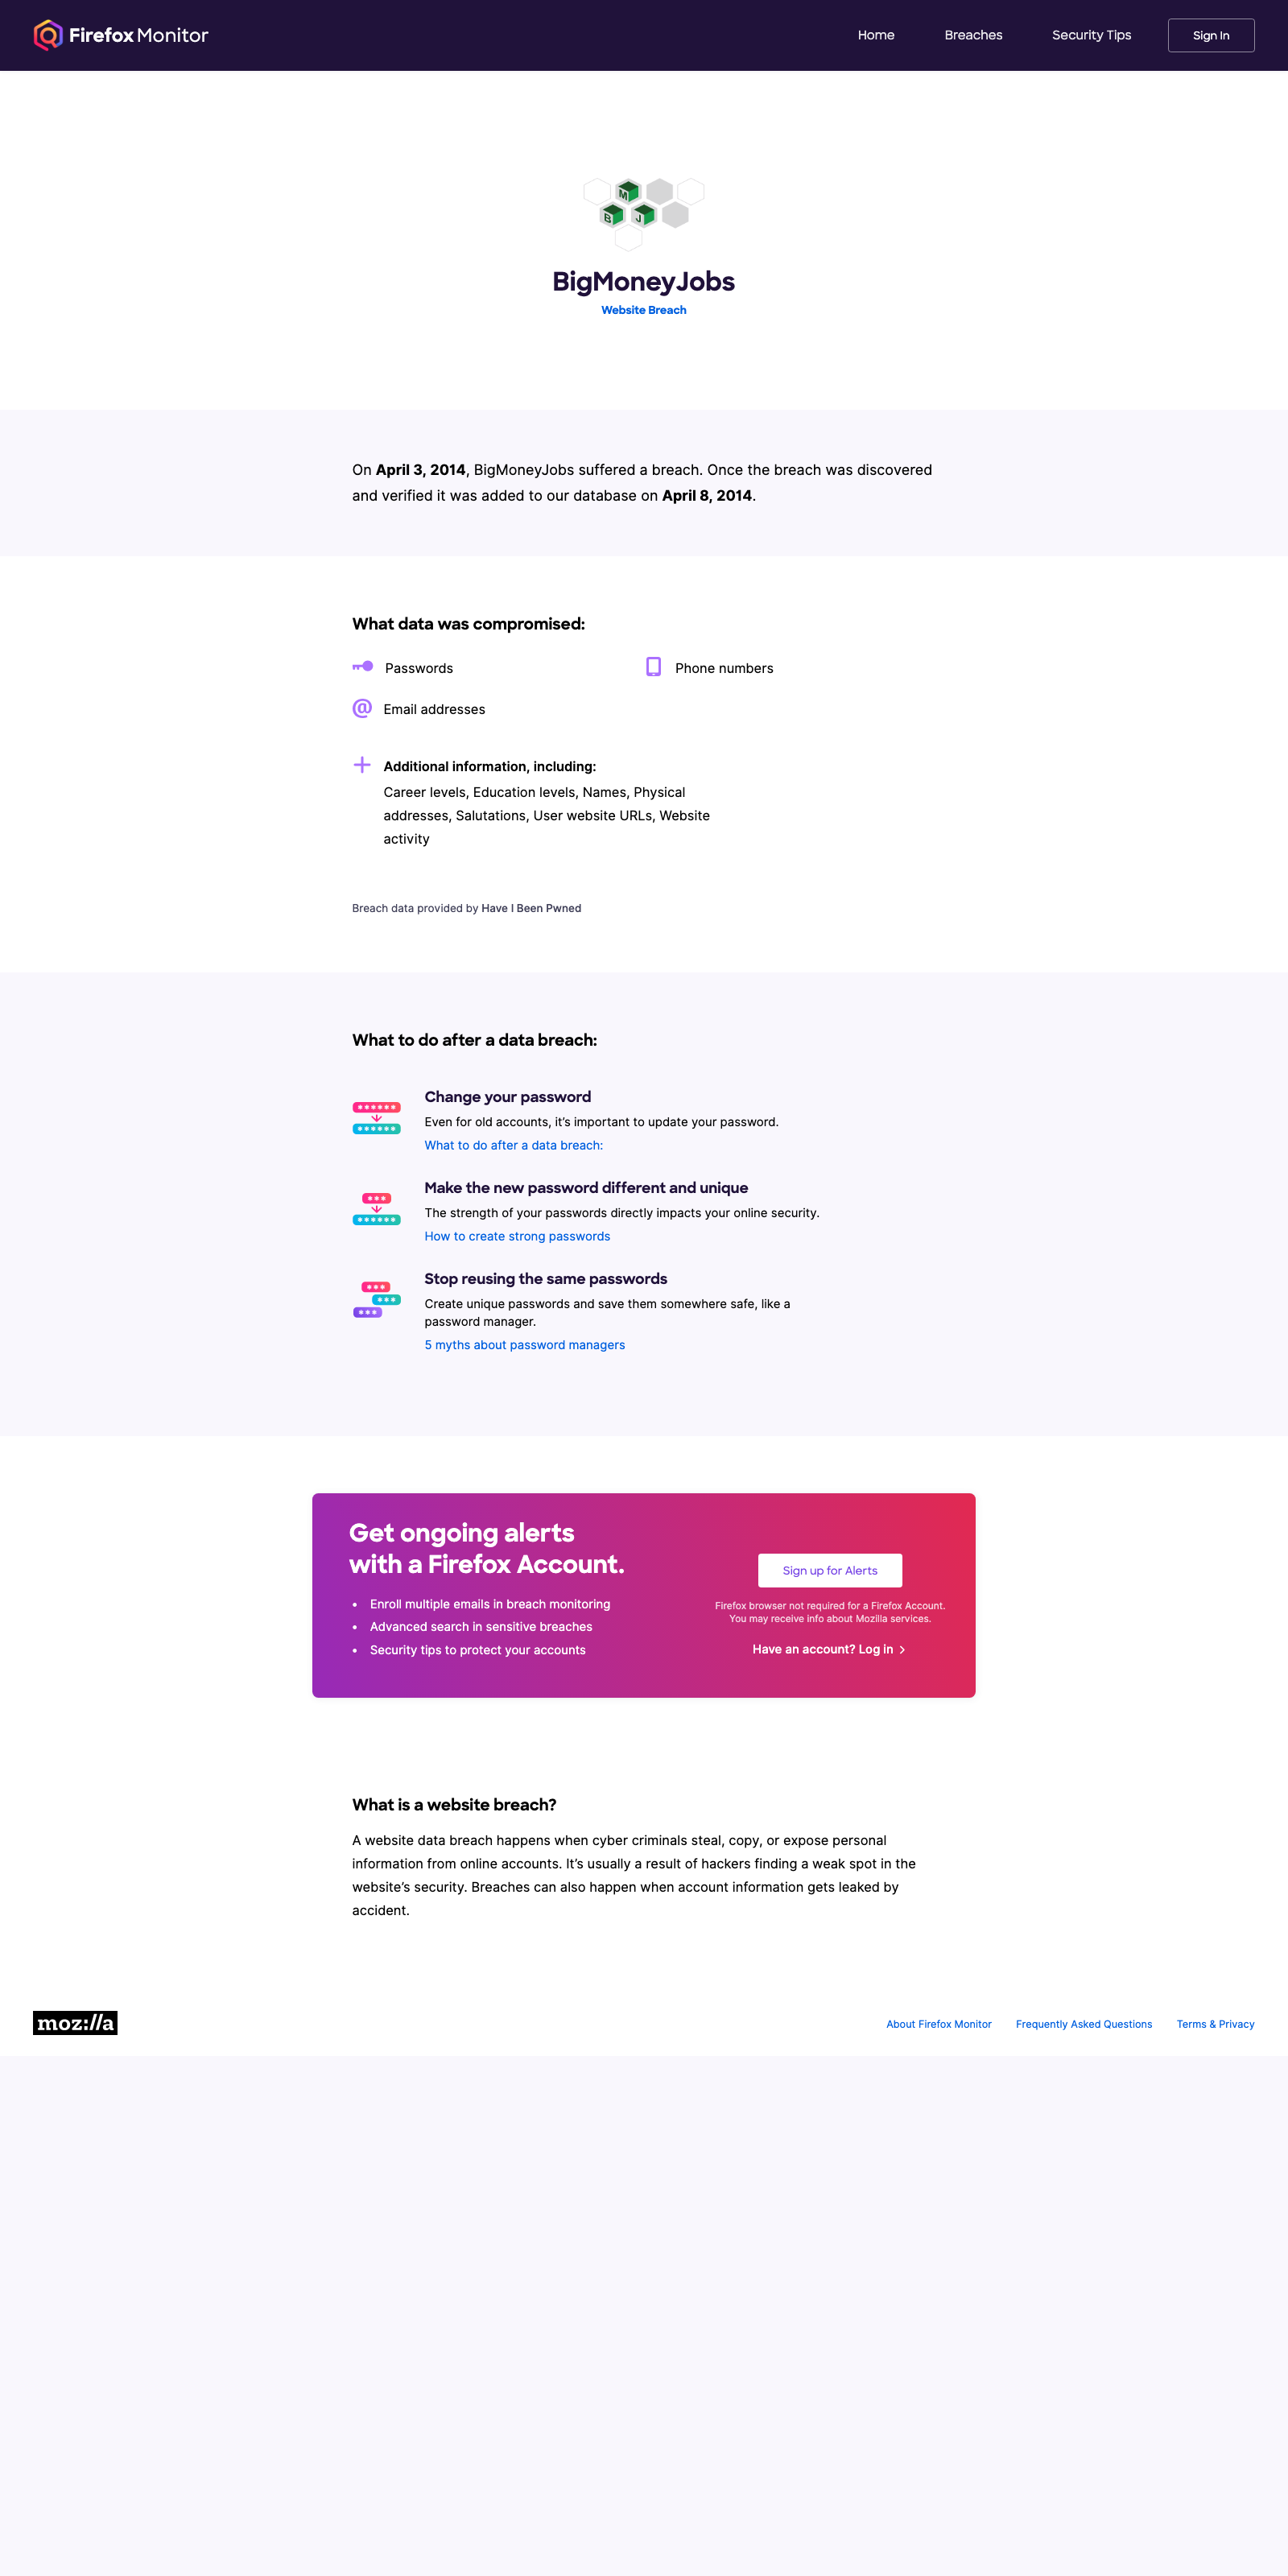 Firefox Monitor
Home
Breaches
Security Tips
Sign In
M
B J
BigMoneyJobs
Website Breach
On April 3, 2014, BigMoneyJobs suffered a breach. Once the breach was discovered
and verified it was added to our database on April 8, 2014.
What data was compromised:
Passwords
Phone numbers
@ Email addresses
Additional information, including:
Career levels, Education levels, Names, Physical
addresses, Salutations, User website URLs, Website
activity
Breach data provided by Have I Been Pwned
What to do after a data breach:
Change your password
Even for old accounts, it’s important to update your password.
What to do after a data breach:
Make the new password different and unique
The strength of your passwords directly impacts your online security.
How to create strong passwords
Stop reusing the same passwords
Create unique passwords and save them somewhere safe, like a
password manager.
5 myths about password managers
Get ongoing alerts
with a Firefox Account.
• Enroll multiple emails in breach monitoring
• Advanced search in sensitive breaches
• Security tips to protect your accounts
Sign up for Alerts
Firefox browser not required for a Firefox Account.
You may receive info about Mozilla services.
Have an account? Log in
What is a website breach?
A website data breach happens when cyber criminals steal, copy, or expose personal
information from online accounts. It’s usually a result of hackers finding a weak spot in the
website’s security. Breaches can also happen when account information gets leaked by
accident.
moz://a
About Firefox Monitor
Frequently Asked Questions
Terms & Privacy